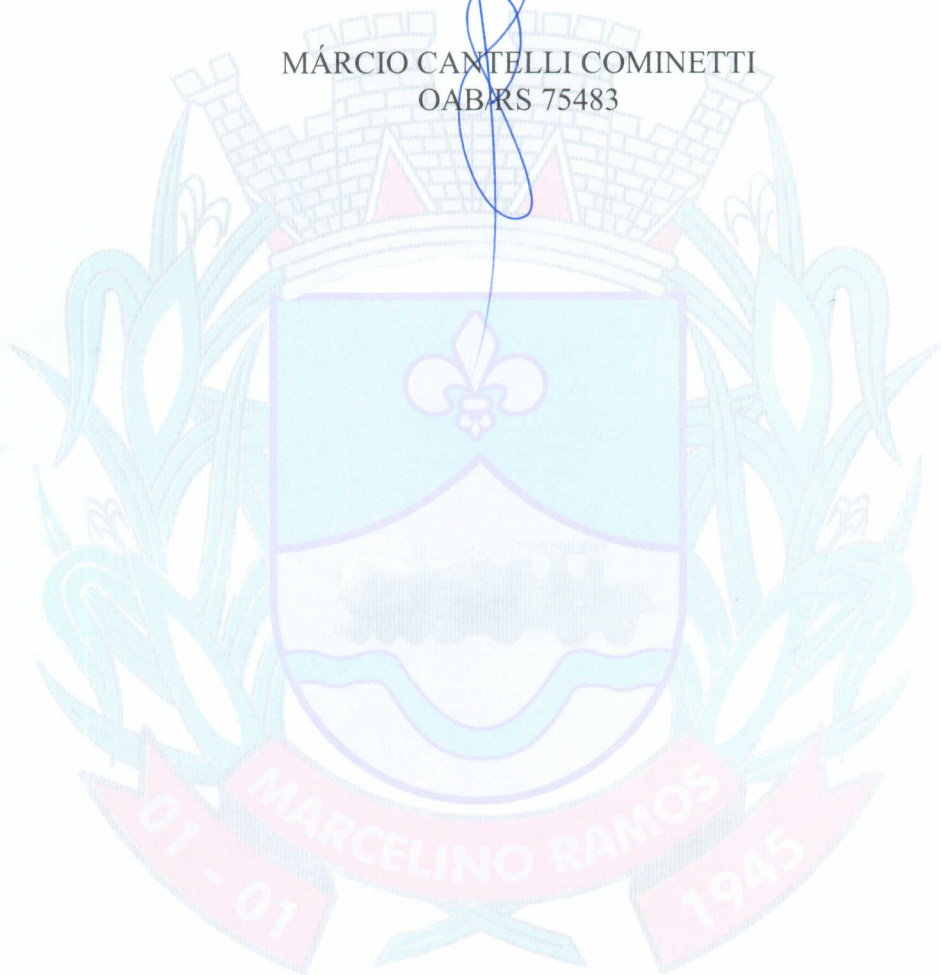 MÁRCIO CANTELLI COMINETTI
OAB/RS 75483
01 - 01
MARCELINO RAMOS
1945